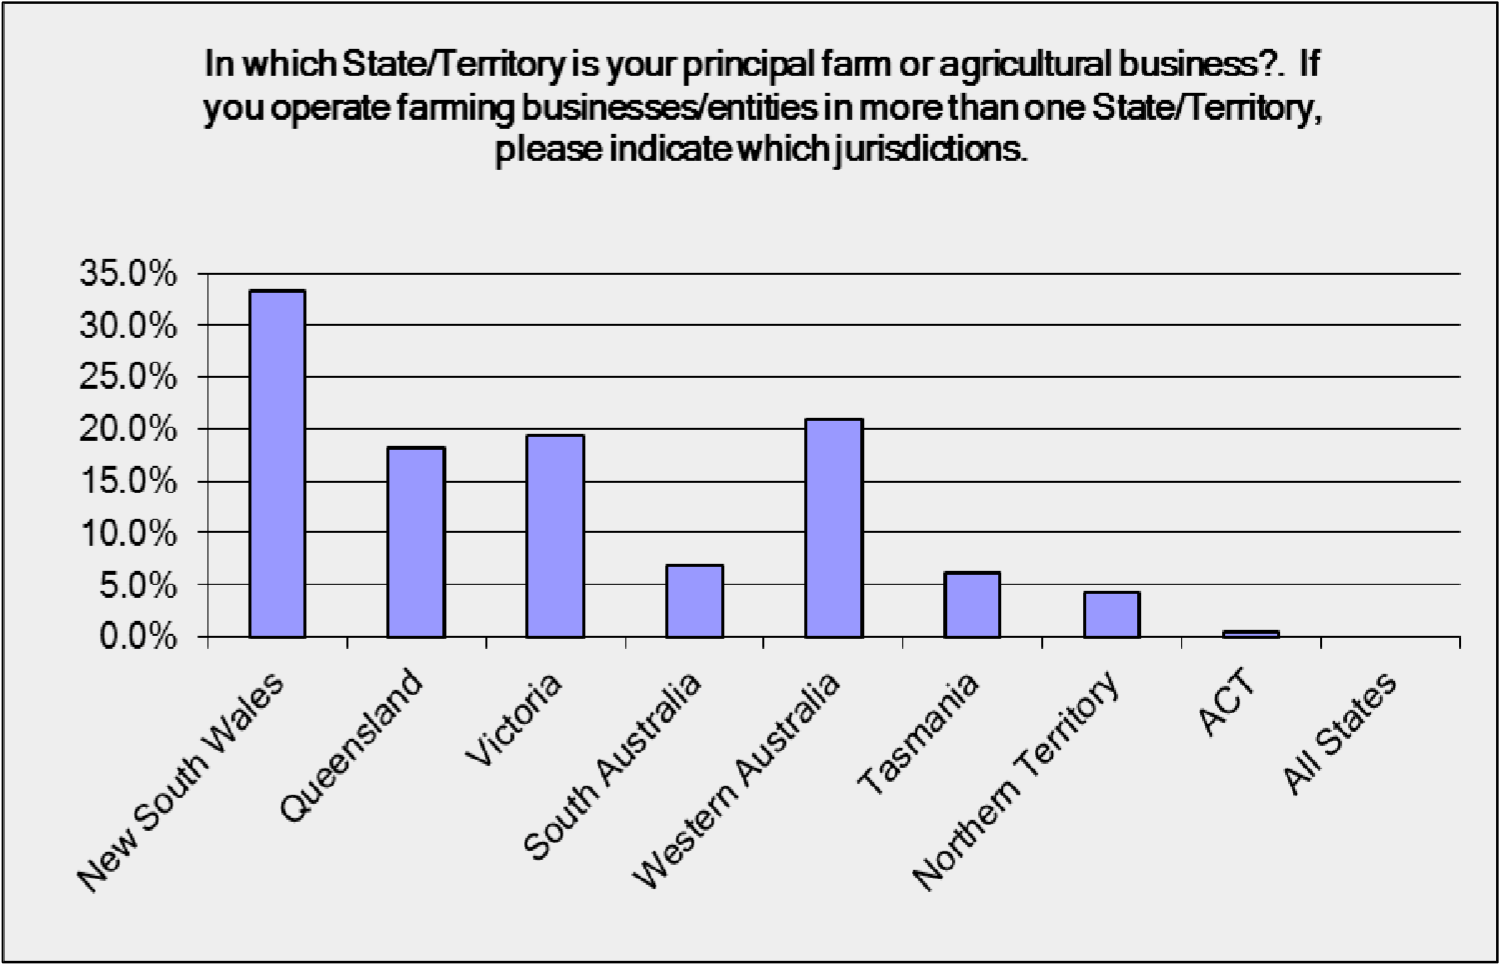 In which State/Territory is your principal farm or agricultural business?. If
you operate farming businesses/entities in more than one State/Territory,
please indicate which jurisdictions.
35.0%
30.0%
25.0%
20.0%
15.0%
10.0%
5.0%
0.0%
New South Wales
Queensland
Victoria
South Australia
Western Australia
Tasmania
Northern Territory
ACT
All States